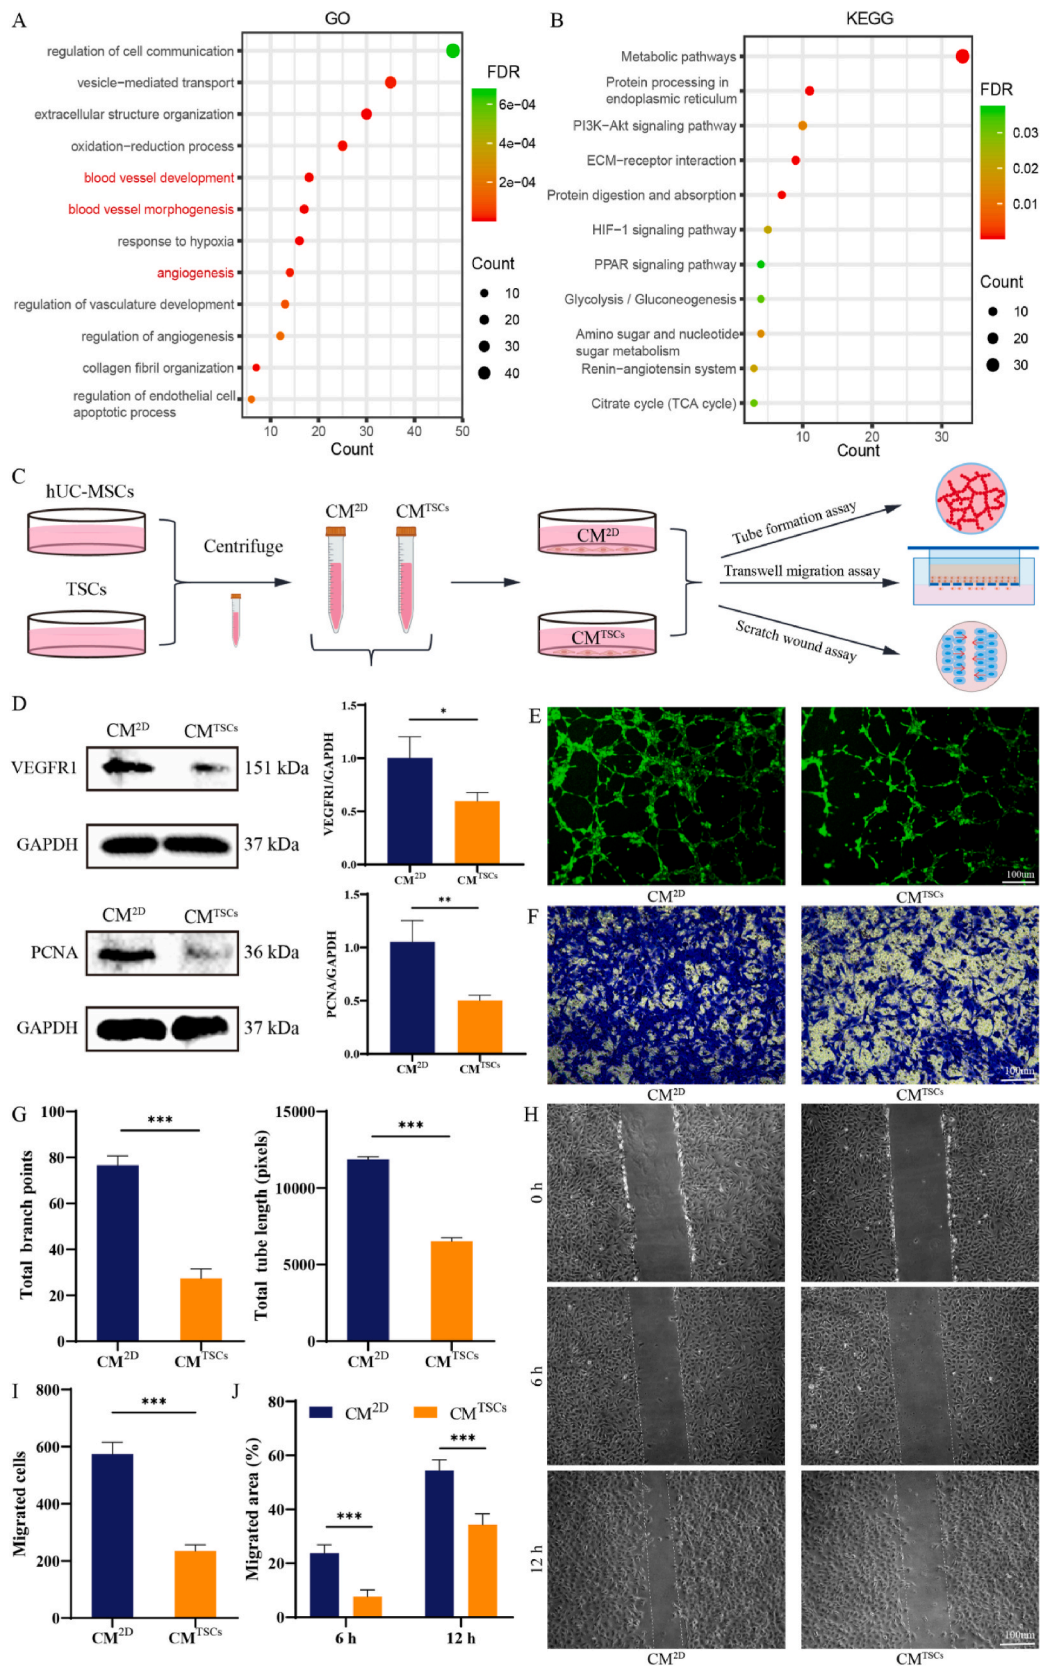 A
GO
regulation of cell communication
vesicle−mediated transport
extracellular structure organization
oxidation−reduction process
blood vessel development
blood vessel morphogenesis
response to hypoxia
angiogenesis
regulation of vasculature development
regulation of angiogenesis
collagen fibril organization
regulation of endothelial cell
apoptotic process
10 20 30 40 50
Count
FDR
6e−04
4e−04
2e−04
Count
10
20
30
40
B
KEGG
Metabolic pathways
Protein processing in
endoplasmic reticulum
PI3K−Akt signaling pathway
ECM−receptor interaction
Protein digestion and absorption
HIF−1 signaling pathway
PPAR signaling pathway
Glycolysis / Gluconeogenesis
Amino sugar and nucleotide
sugar metabolism
Renin−angiotensin system
Citrate cycle (TCA cycle)
10 20 30
Count
FDR
0.03
0.02
0.01
Count
10
20
30
C
hUC-MSCs
TSCs
Centrifuge
CM2D CMTSCs
CM2D
CMTSCs
Tube formation assay
Transwell migration assay
Scratch wound assay
D
CM2D CMTSCs
VEGFR1 151 kDa
GAPDH 37 kDa
CM2D CMTSCs
PCNA 36 kDa
GAPDH 37 kDa
VEGFR1/GAPDH
1.5
1.0
0.5
0.0
*
CM2D CMTSCs
PCNA/GAPDH
1.5
1.0
0.5
0.0
**
CM2D CMTSCs
E
100um
CM2D CMTSCs
F
100um
CM2D CMTSCs
G
Total branch points
100
80
60
40
20
0
***
CM2D CMTSCs
Total tube length (pixels)
15000
10000
5000
0
***
CM2D CMTSCs
H
0 h
6 h
12 h
100um
CM2D CMTSCs
I
Migrated cells
800
600
400
200
0
***
CM2D CMTSCs
J
Migrated area (%)
80
60
40
20
0
CM2D CMTSCs
***
***
6 h 12 h